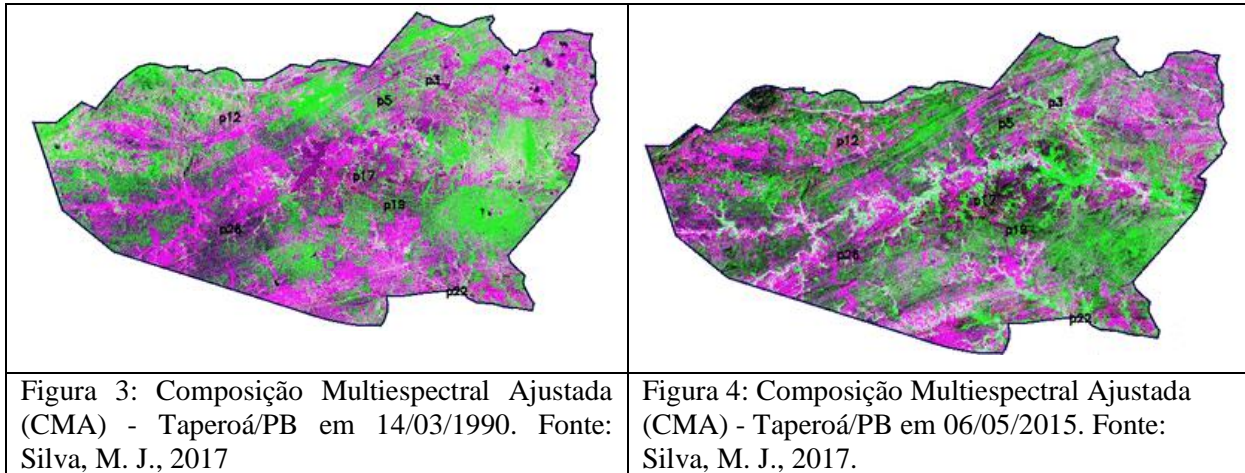 p3
p5
p12
p17
p19
p26
p22
p3
p5
p12
p17
p19
p26
p22
Figura 3: Composição Multiespectral Ajustada
(CMA) - Taperoá/PB em 14/03/1990. Fonte:
Silva, M. J., 2017
Figura 4: Composição Multiespectral Ajustada
(CMA) - Taperoá/PB em 06/05/2015. Fonte:
Silva, M. J., 2017.